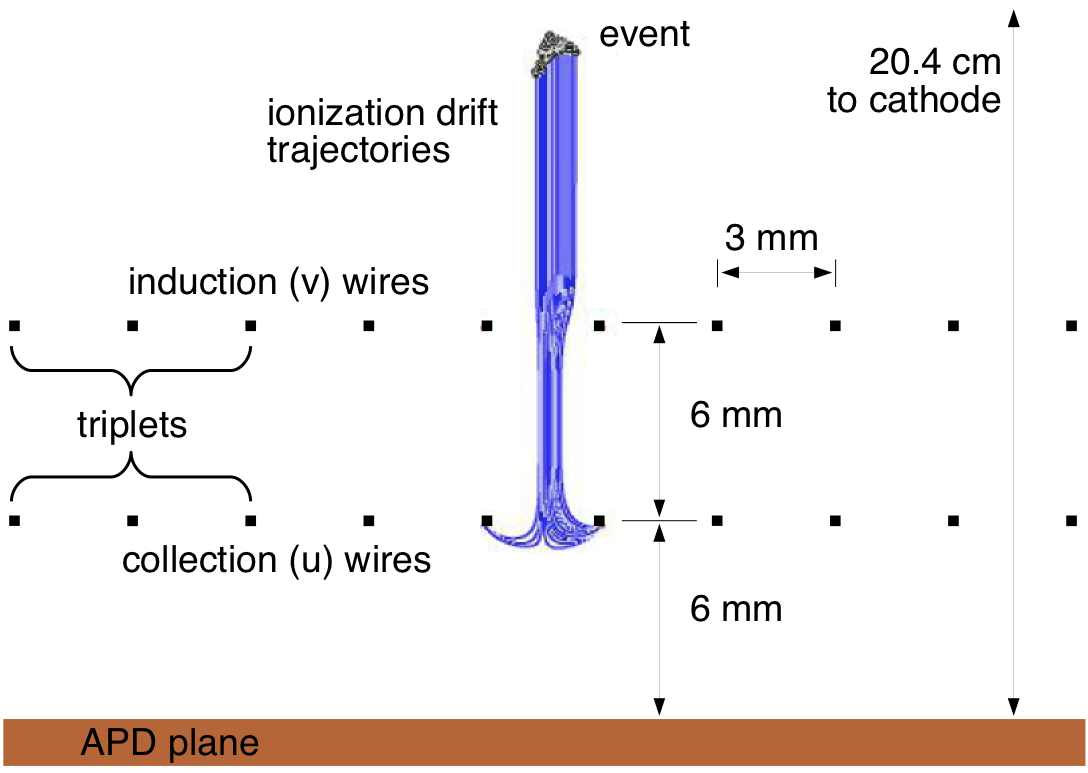 event
20.4 cm
to cathode
ionization drift
trajectories
3 mm
induction (v) wires
triplets
6 mm
collection (u) wires
6 mm
APD plane